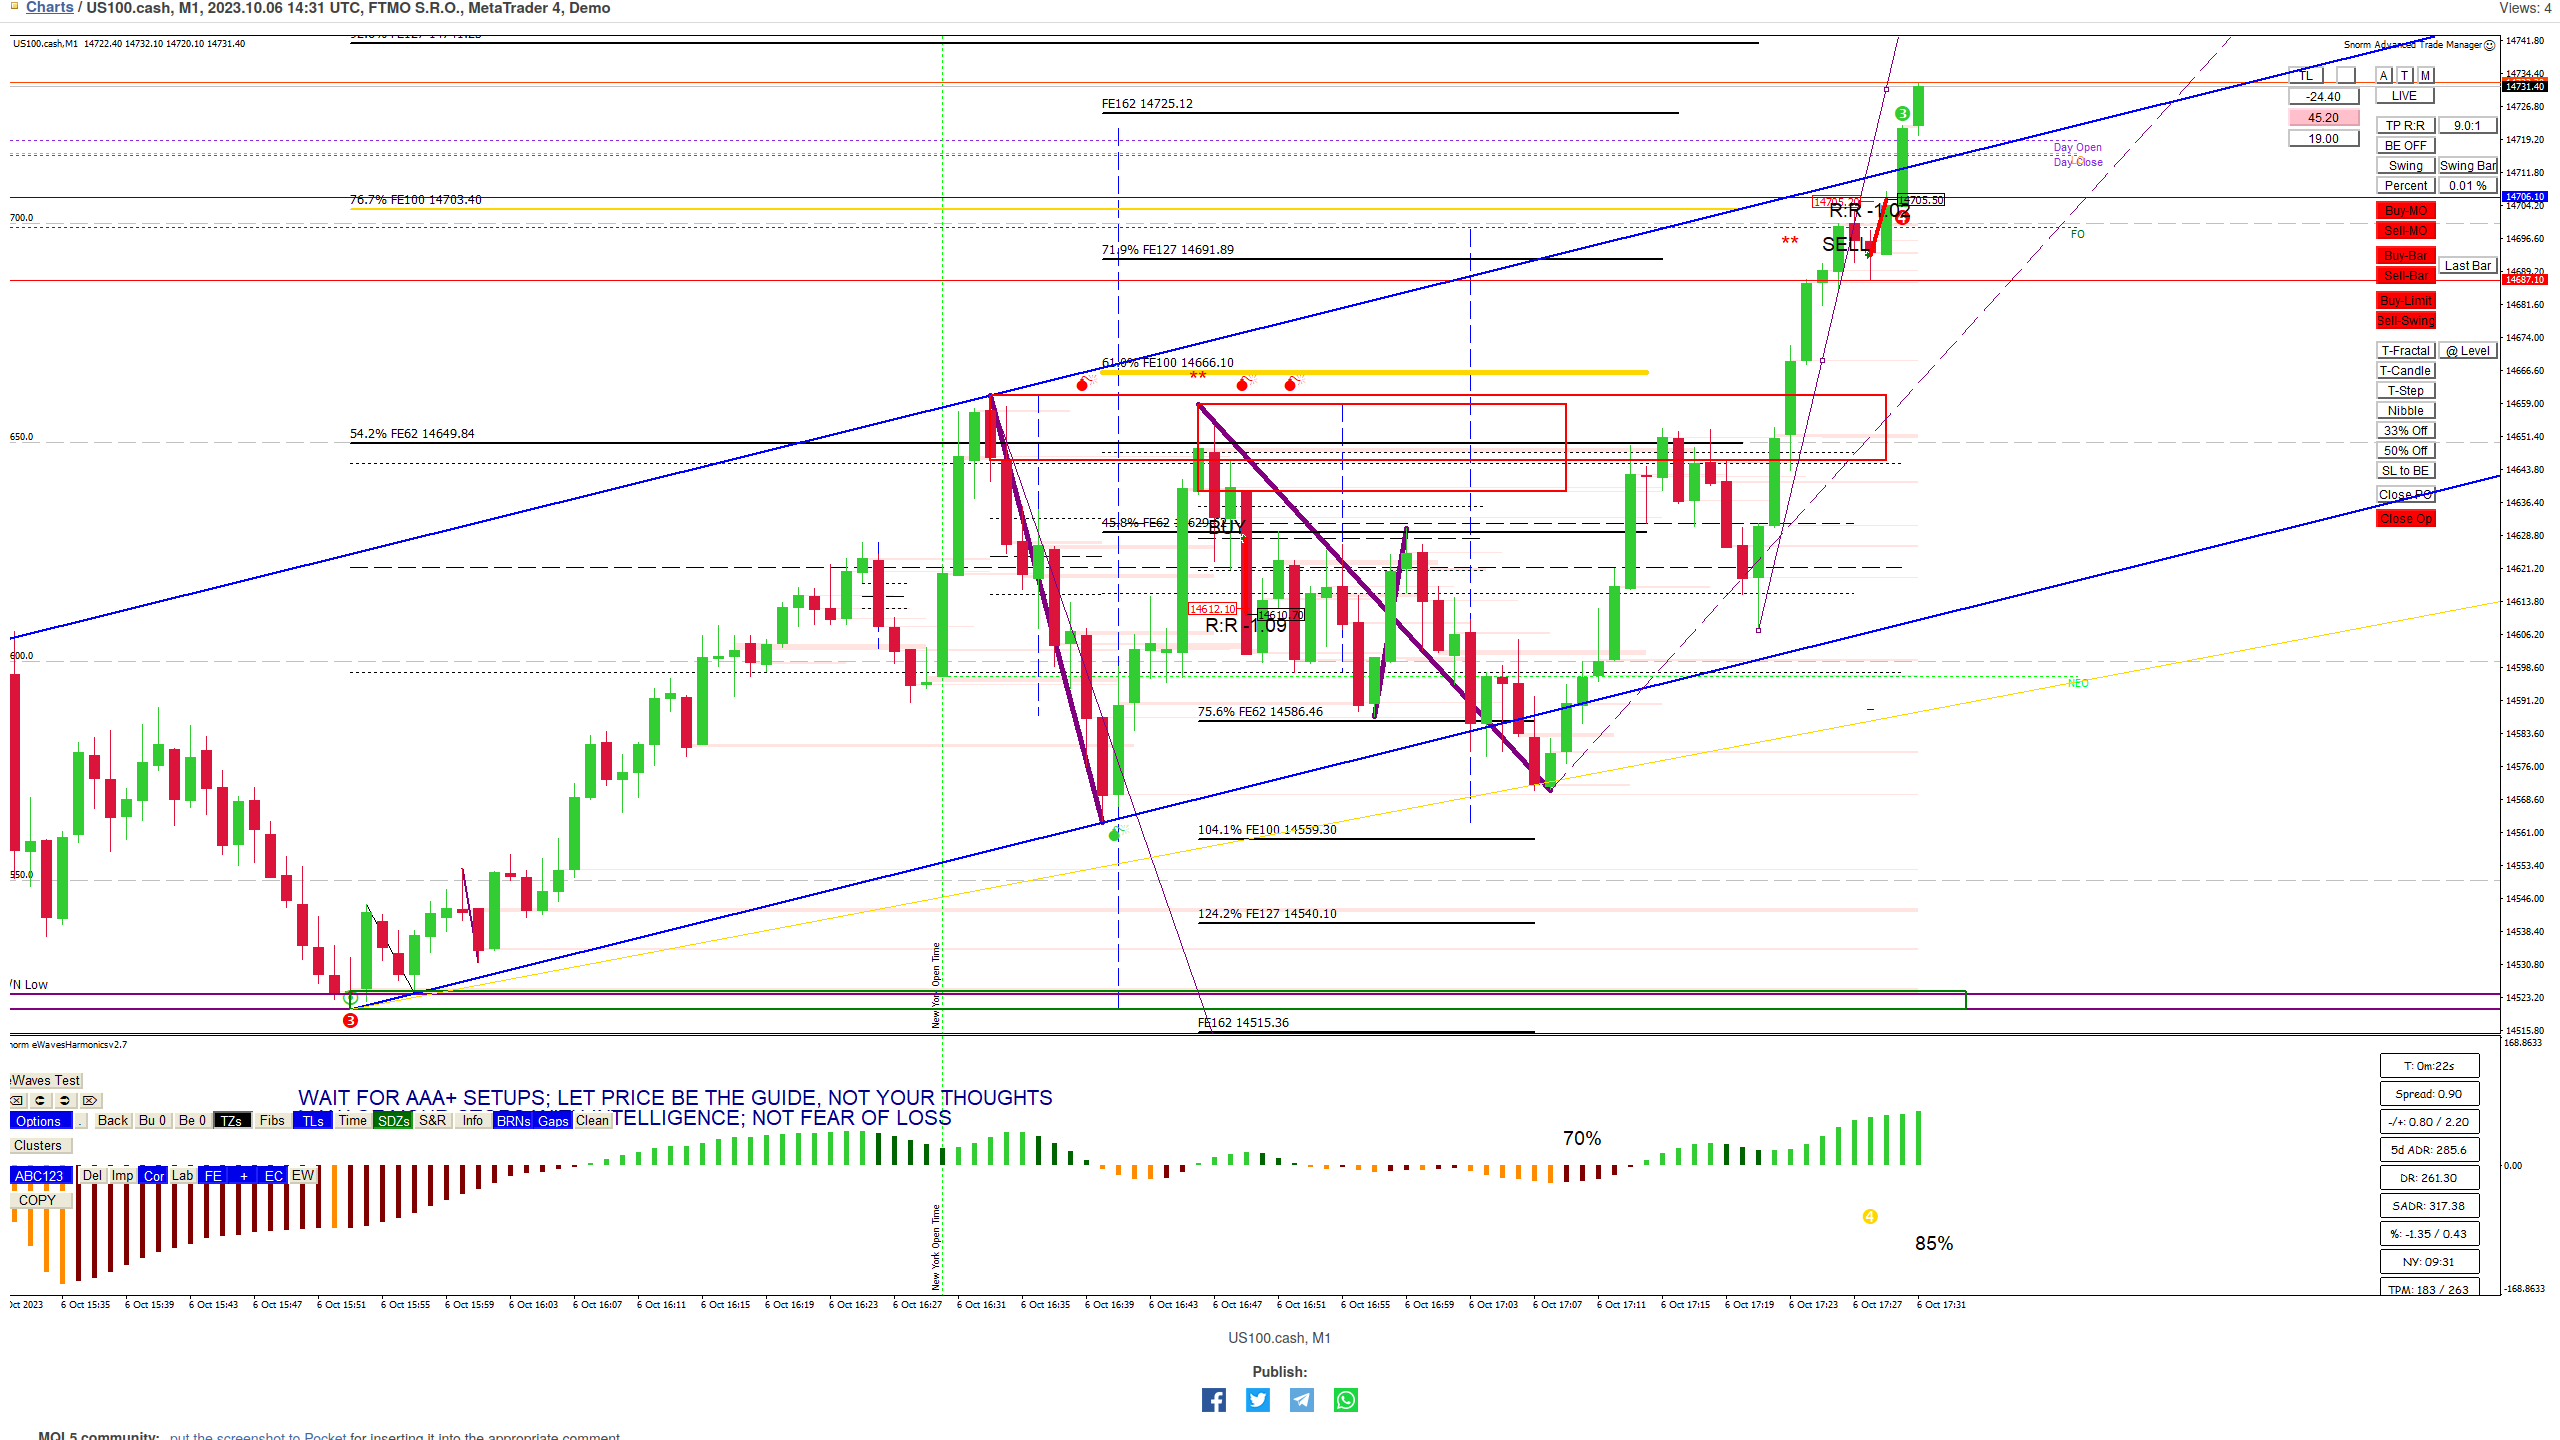 Charts / US100.cash, M1, 2023.10.06 14:31 UTC, FTMO S.R.O., MetaTrader 4, Demo
Views: 4
US100.cash,M1 14722.40 14732.10 14720.10 14731.40
Snorm Advanced Trade Manager
14741.80
14734.40
14731.40
14726.80
14719.20
14711.80
14706.10
14704.20
14696.60
14689.20
14687.10
14681.60
14674.00
14666.60
14659.00
14651.40
14643.80
14636.40
14628.80
14621.20
14613.80
14606.20
14598.60
14591.20
14583.60
14576.00
14568.60
14561.00
14553.40
14546.00
14538.40
14530.80
14523.20
14515.80
TL
A T M
-24.40
LIVE
45.20
19.00
TP R:R 9.0:1
BE OFF
Swing Swing Bar
Percent 0.01 %
Buy-MO
Sell-MO
Buy-Bar
Sell-Bar
Last Bar
Buy-Limit
Sell-Swing
T-Fractal @ Level
T-Candle
T-Step
Nibble
33% Off
50% Off
SL to BE
Close PO
Close Op
FE162 14725.12
Day Open
Day Close
76.7% FE100 14703.40
14705.20
14705.50
R:R -1.02
SELL
**
FO
700.0
71.9% FE127 14691.89
61.0% FE100 14666.10
**
54.2% FE62 14649.84
650.0
BUY
14612.10
14610.70
R:R -1.09
600.0
NEO
75.6% FE62 14586.46
104.1% FE100 14559.30
550.0
124.2% FE127 14540.10
/N Low
3
3
4
FE162 14515.36
New York Open Time
norm eWavesHarmonicsv2.7
168.8633
eWaves Test
WAIT FOR AAA+ SETUPS; LET PRICE BE THE GUIDE, NOT YOUR THOUGHTS
INTELLIGENCE; NOT FEAR OF LOSS
Options . Back Bu 0 Be 0 TZs Fibs TLs Time SDZs S&R Info BRNs Gaps Clean
Clusters
ABC123 Del Imp Cor Lab FE + EC EW
COPY
70%
4
85%
New York Open Time
0.00
-168.8633
T: 0m:22s
Spread: 0.90
-/+: 0.80 / 2.20
5d ADR: 285.6
DR: 261.30
SADR: 317.38
%: -1.35 / 0.43
NY: 09:31
TPM: 183 / 263
Oct 2023 6 Oct 15:35 6 Oct 15:39 6 Oct 15:43 6 Oct 15:47 6 Oct 15:51 6 Oct 15:55 6 Oct 15:59 6 Oct 16:03 6 Oct 16:07 6 Oct 16:11 6 Oct 16:15 6 Oct 16:19 6 Oct 16:23 6 Oct 16:27 6 Oct 16:31 6 Oct 16:35 6 Oct 16:39 6 Oct 16:43 6 Oct 16:47 6 Oct 16:51 6 Oct 16:55 6 Oct 16:59 6 Oct 17:03 6 Oct 17:07 6 Oct 17:11 6 Oct 17:15 6 Oct 17:19 6 Oct 17:23 6 Oct 17:27 6 Oct 17:31
US100.cash, M1
Publish:
MQL5 community: put the screenshot to Pocket for inserting it into the appropriate comment